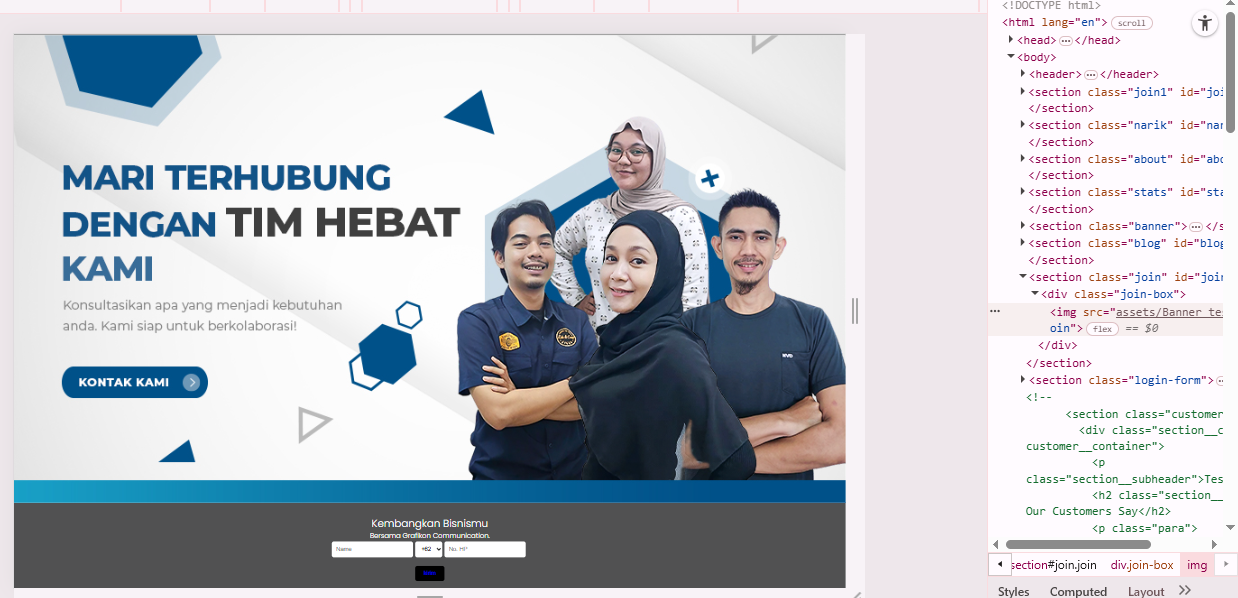 MARI TERHUBUNG
DENGAN TIM HEBAT
KAMI
Konsultasikan apa yang menjadi kebutuhan
anda. Kami siap untuk berkolaborasi!
KONTAK KAMI
Kembangkan Bisnismu
Bersama Grafikon Communication.
Name +62 No. HP*
<!DOCTYPE html>
<html lang="en"> scroll
<head> ••• </head>
<body>
<header> ••• </header>
<section class="join1" id="joi
</section>
<section class="narik" id="nar
</section>
<section class="about" id="abo
</section>
<section class="stats" id="sta
</section>
<section class="banner"> ••• </s
<section class="blog" id="blog
</section>
<section class="join" id="join
<div class="join-box">
••• <img src="assets/Banner te
oin"> flex == $0
</div>
</section>
<section class="login-form">
<!--
<section class="customer
<div class="section__c
customer__container">
<p
class="section__subheader">Tes
<h2 class="section__
Our Customers Say</h2>
<p class="para">
section#join.join div.join-box img
Styles Computed Layout